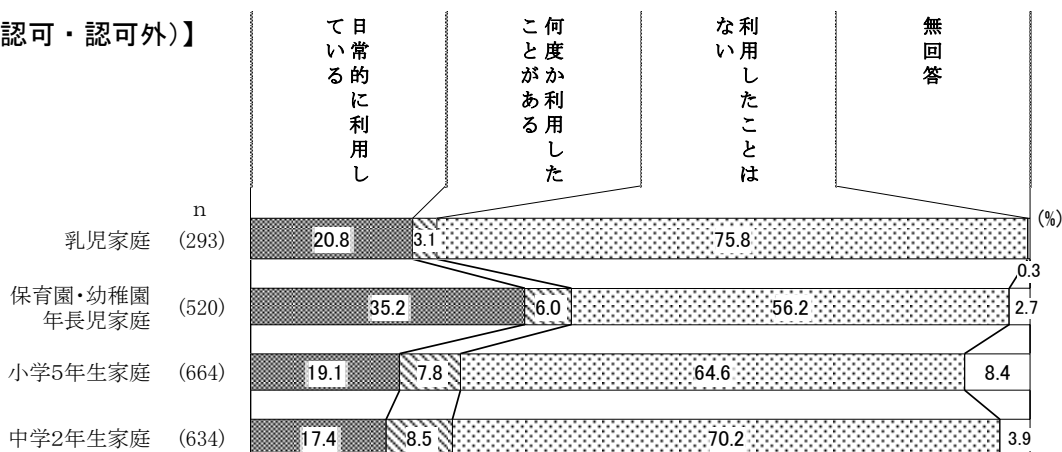 認可・認可外)】
日常的に利用し
ている
何度か利用した
ことがある
利用したことは
ない
無回答
n
(%)
乳児家庭 (293) 20.8 3.1 75.8
0.3
保育園・幼稚園
年長児家庭 (520) 35.2 6.0 56.2 2.7
小学5年生家庭 (664) 19.1 7.8 64.6 8.4
中学2年生家庭 (634) 17.4 8.5 70.2 3.9